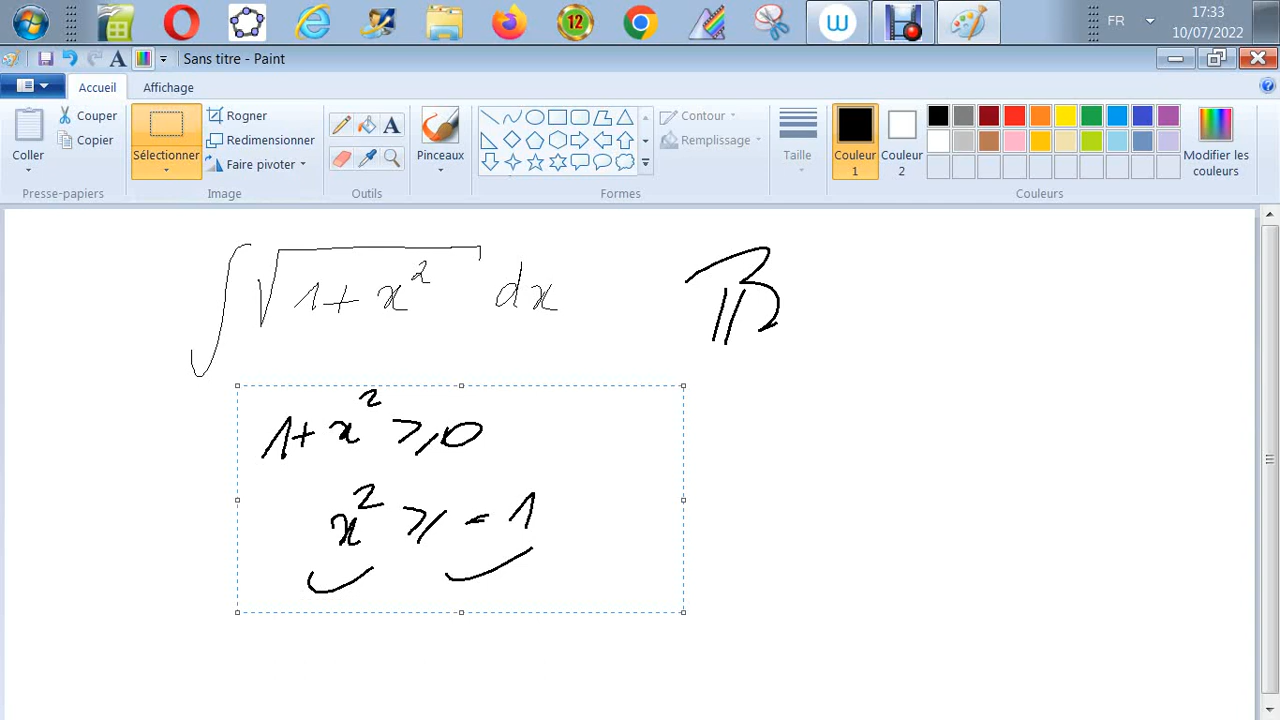 12
W
FR
17:33
10/07/2022
A
Sans titre - Paint
Accueil
Affichage
?
Coller
Couper
Copier
Presse-papiers
Sélectionner
Rogner
Redimensionner
Faire pivoter
Image
A
Outils
Pinceaux
Contour
Remplissage
Formes
Taille
Couleur 1
Couleur 2
Modifier les couleurs
Couleurs
∫ √1+x² dx ℝ
1+x² ⩾ 0
x² ⩾ -1